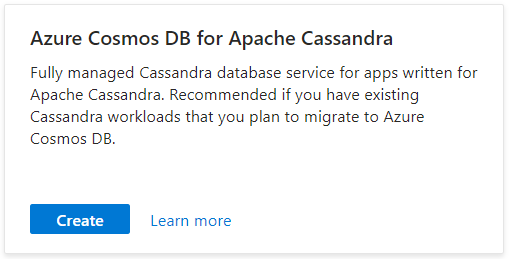 Azure Cosmos DB for Apache Cassandra
Fully managed Cassandra database service for apps written for
Apache Cassandra. Recommended if you have existing
Cassandra workloads that you plan to migrate to Azure
Cosmos DB.
Create Learn more